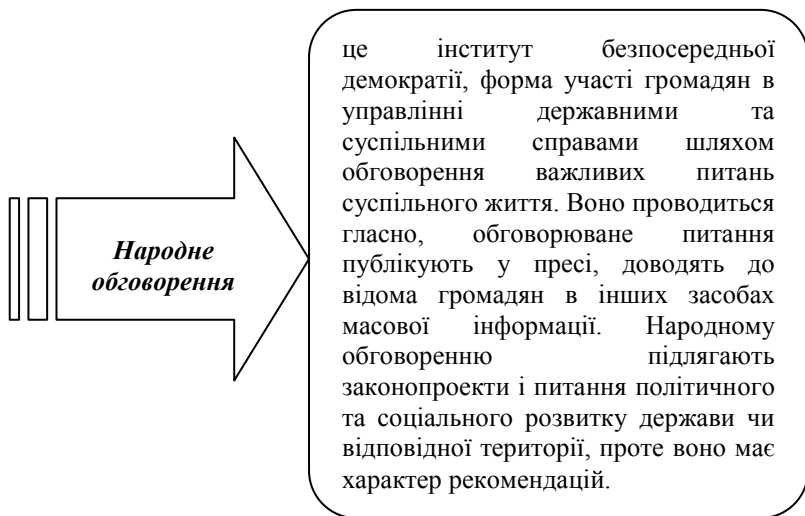 Народне
обговорення
це інститут безпосередньої
демократії, форма участі громадян в
управлінні державними та
суспільними справами шляхом
обговорення важливих питань
суспільного життя. Воно проводиться
гласно, обговорюване питання
публікують у пресі, доводять до
відома громадян в інших засобах
масової інформації. Народному
обговоренню підлягають
законопроекти і питання політичного
та соціального розвитку держави чи
відповідної території, проте воно має
характер рекомендацій.